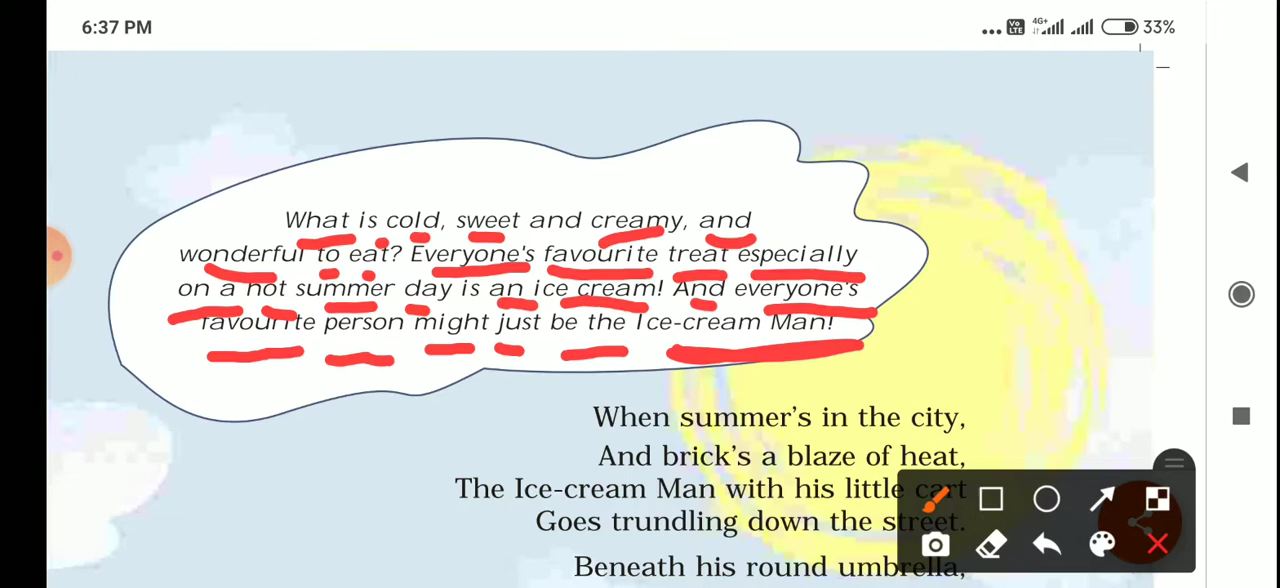 6:37 PM
Vo LTE 4G+ 33%
What is cold, sweet and creamy, and
wonderful to eat? Everyone's favourite treat especially
on a hot summer day is an ice cream! And everyone's
favourite person might just be the Ice-cream Man!
When summer's in the city,
And brick's a blaze of heat,
The Ice-cream Man with his little cart
Goes trundling down the street.
Beneath his round umbrella,